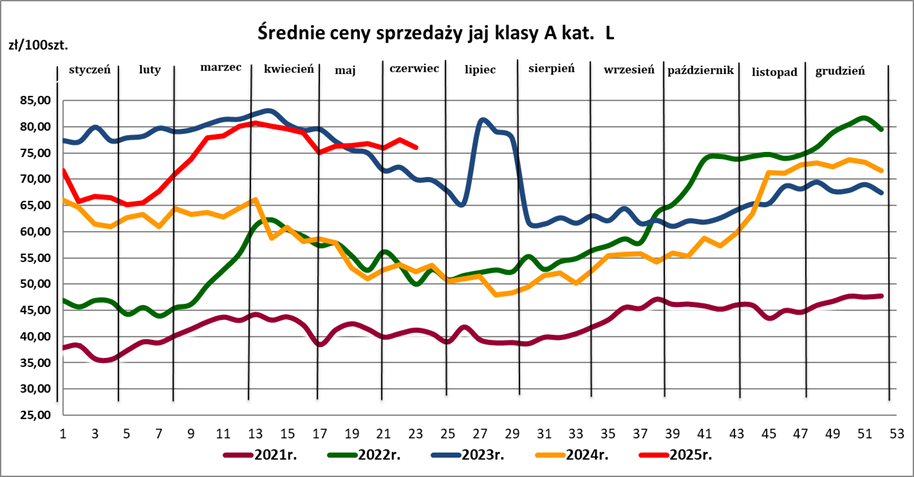 Średnie ceny sprzedaży jaj klasy A kat. L
zł/100szt.
styczeń luty marzec kwiecień maj czerwiec lipiec sierpień wrzesień październik listopad grudzień
85,00
80,00
75,00
70,00
65,00
60,00
55,00
50,00
45,00
40,00
35,00
30,00
25,00
1 3 5 7 9 11 13 15 17 19 21 23 25 27 29 31 33 35 37 39 41 43 45 47 49 51 53
2021r. 2022r. 2023r. 2024r. 2025r.